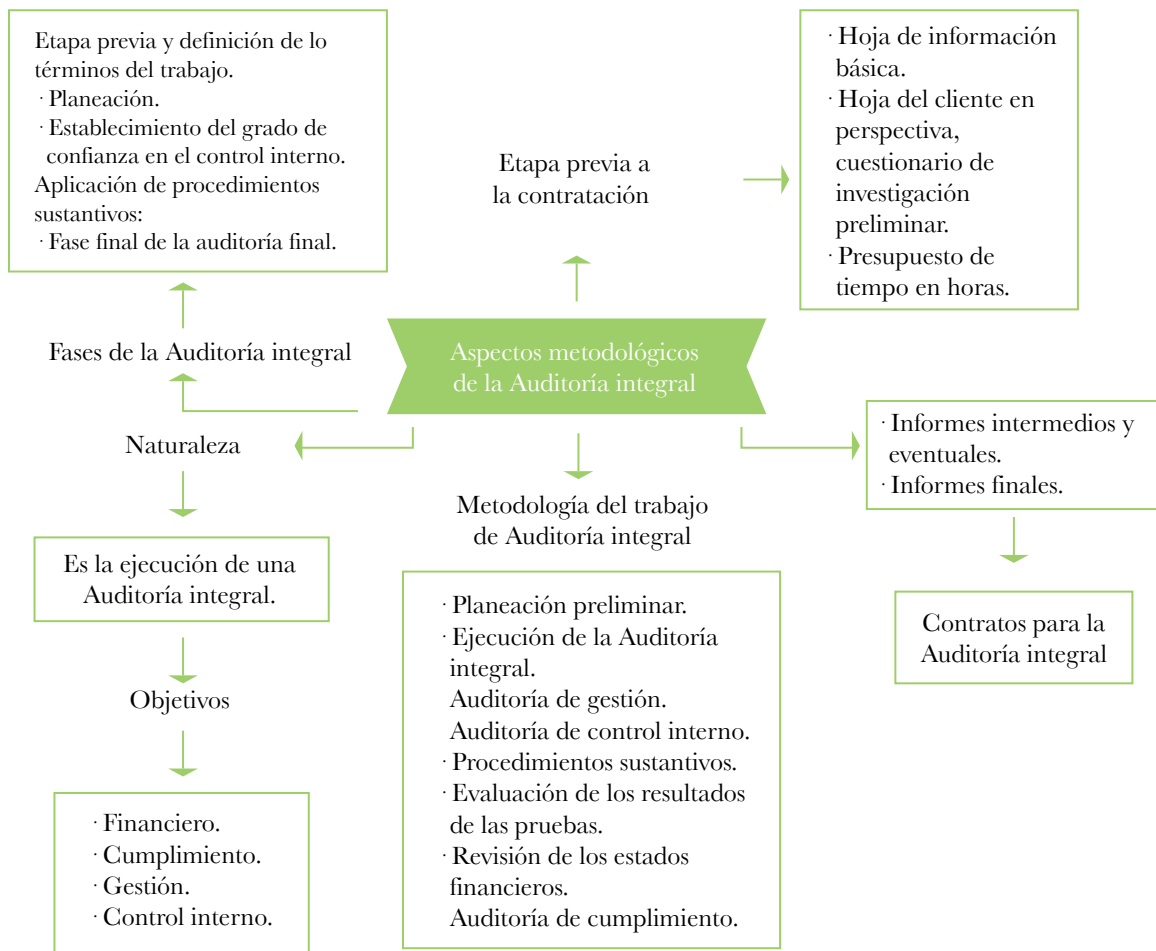 Etapa previa y definición de lo
términos del trabajo.
· Planeación.
· Establecimiento del grado de
confianza en el control interno.
Aplicación de procedimientos
sustantivos:
· Fase final de la auditoría final.
Etapa previa a
la contratación
· Hoja de información
básica.
· Hoja del cliente en
perspectiva,
cuestionario de
investigación
preliminar.
· Presupuesto de
tiempo en horas.
Fases de la Auditoría integral
Aspectos metodológicos
de la Auditoría integral
Naturaleza
· Informes intermedios y
eventuales.
· Informes finales.
Metodología del trabajo
de Auditoría integral
Es la ejecución de una
Auditoría integral.
Contratos para la
Auditoría integral
Objetivos
· Planeación preliminar.
· Ejecución de la Auditoría
integral.
Auditoría de gestión.
Auditoría de control interno.
· Procedimientos sustantivos.
· Evaluación de los resultados
de las pruebas.
· Revisión de los estados
financieros.
Auditoría de cumplimiento.
· Financiero.
· Cumplimiento.
· Gestión.
· Control interno.